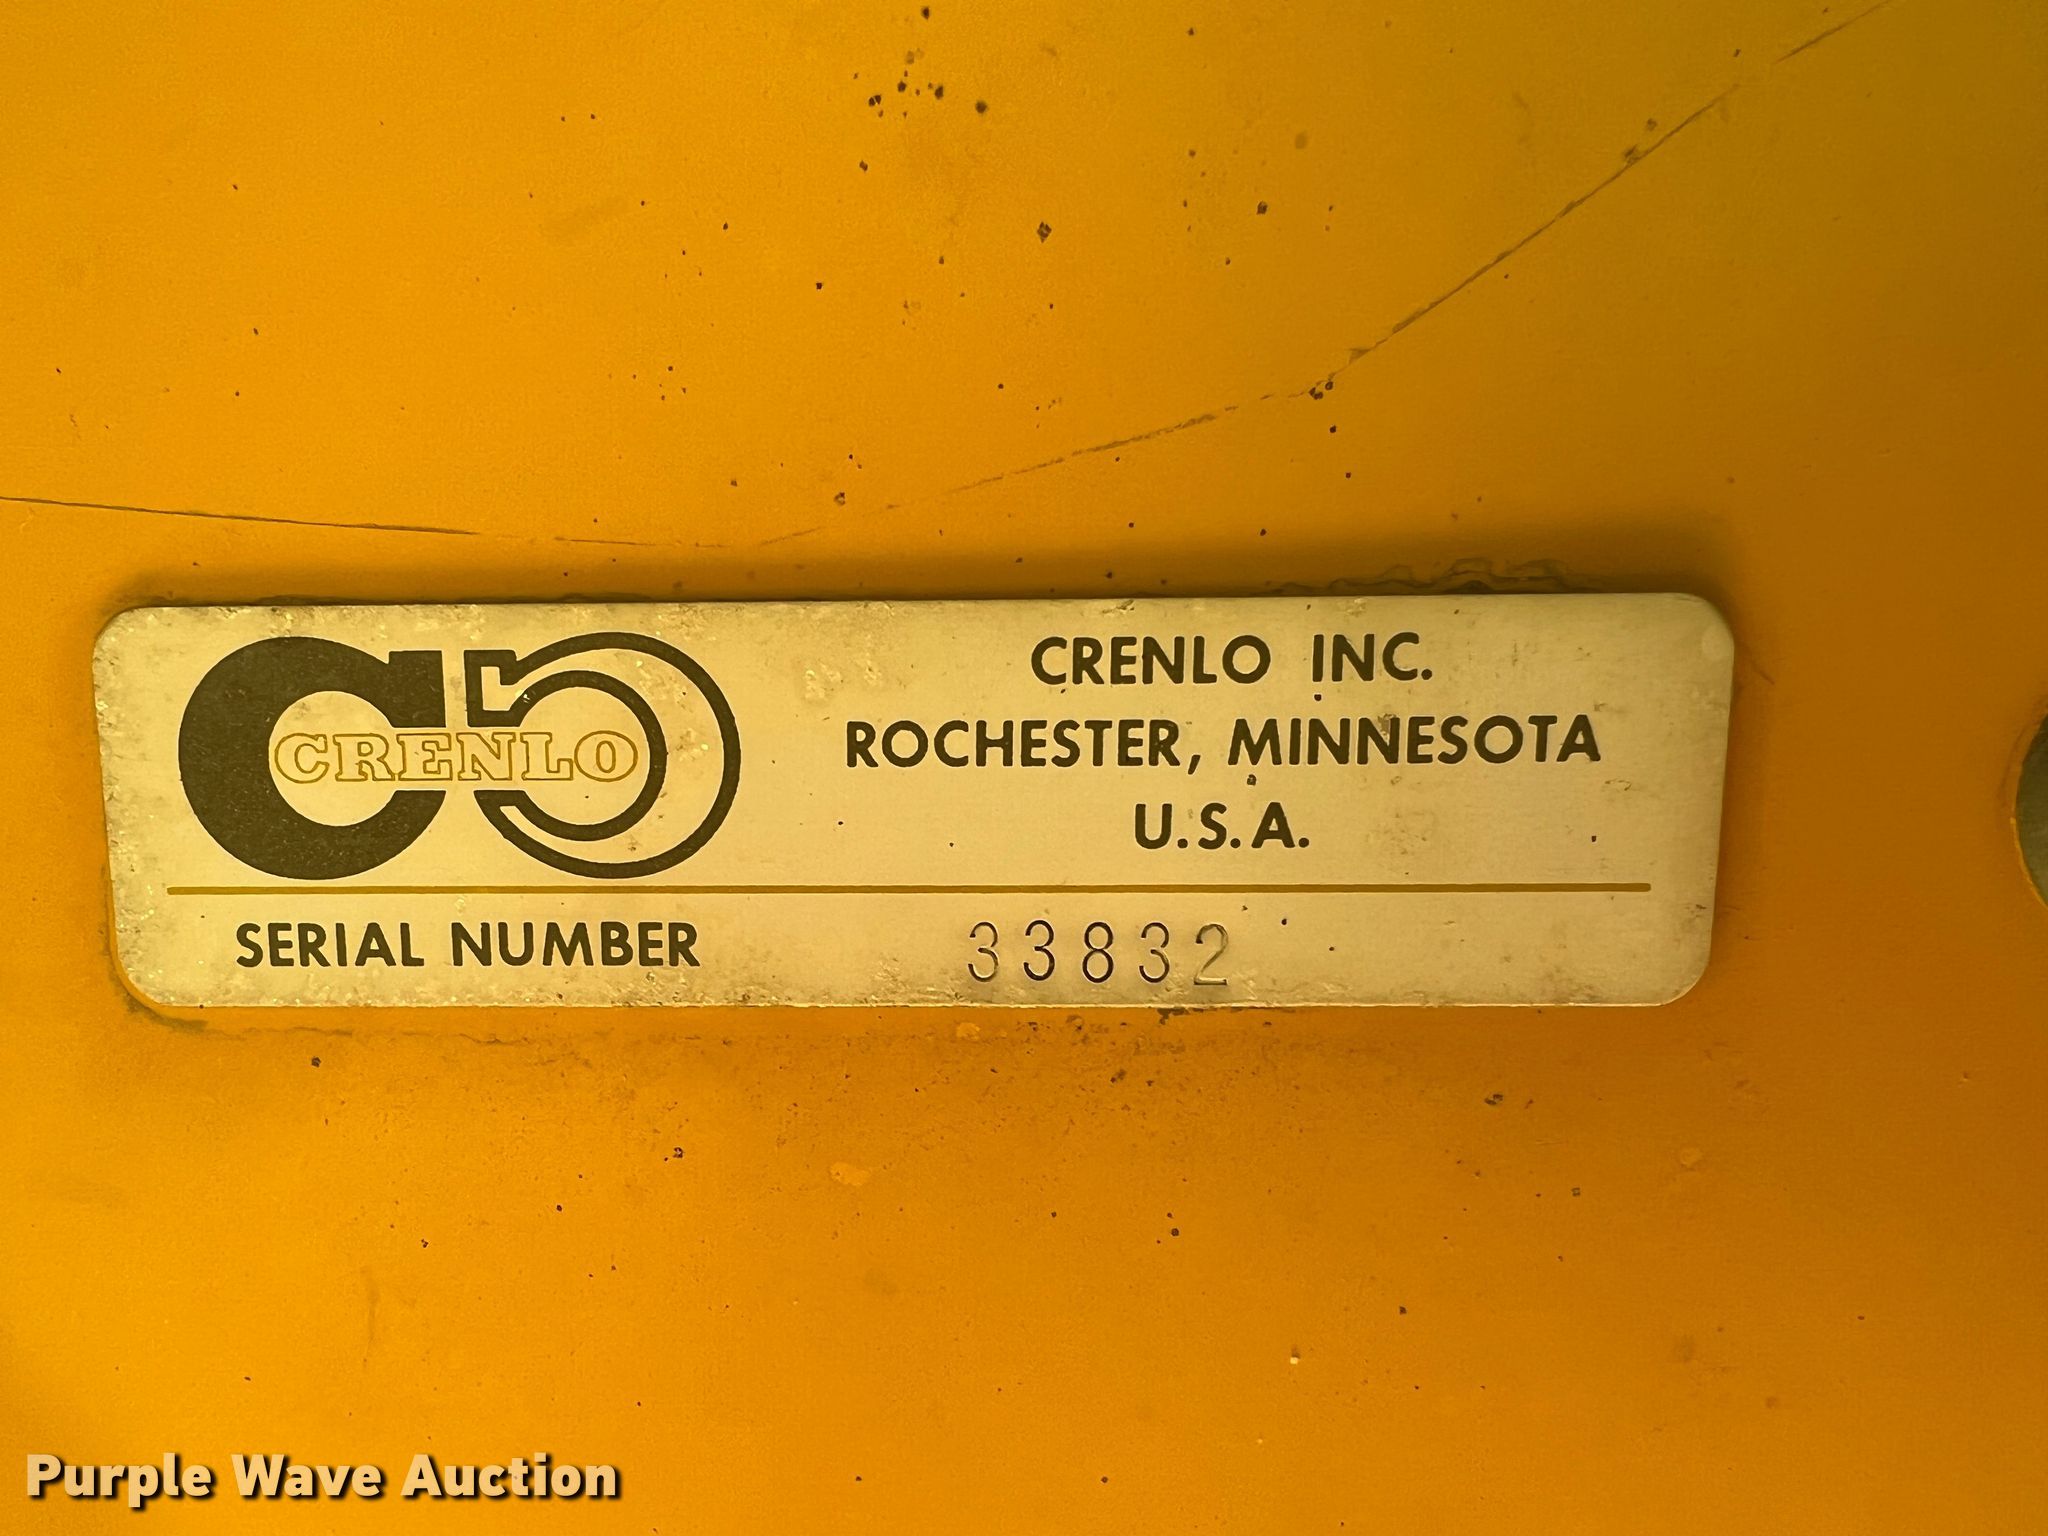 CRENLO
CRENLO INC.
ROCHESTER, MINNESOTA
U.S.A.
SERIAL NUMBER 33832
Purple Wave Auction